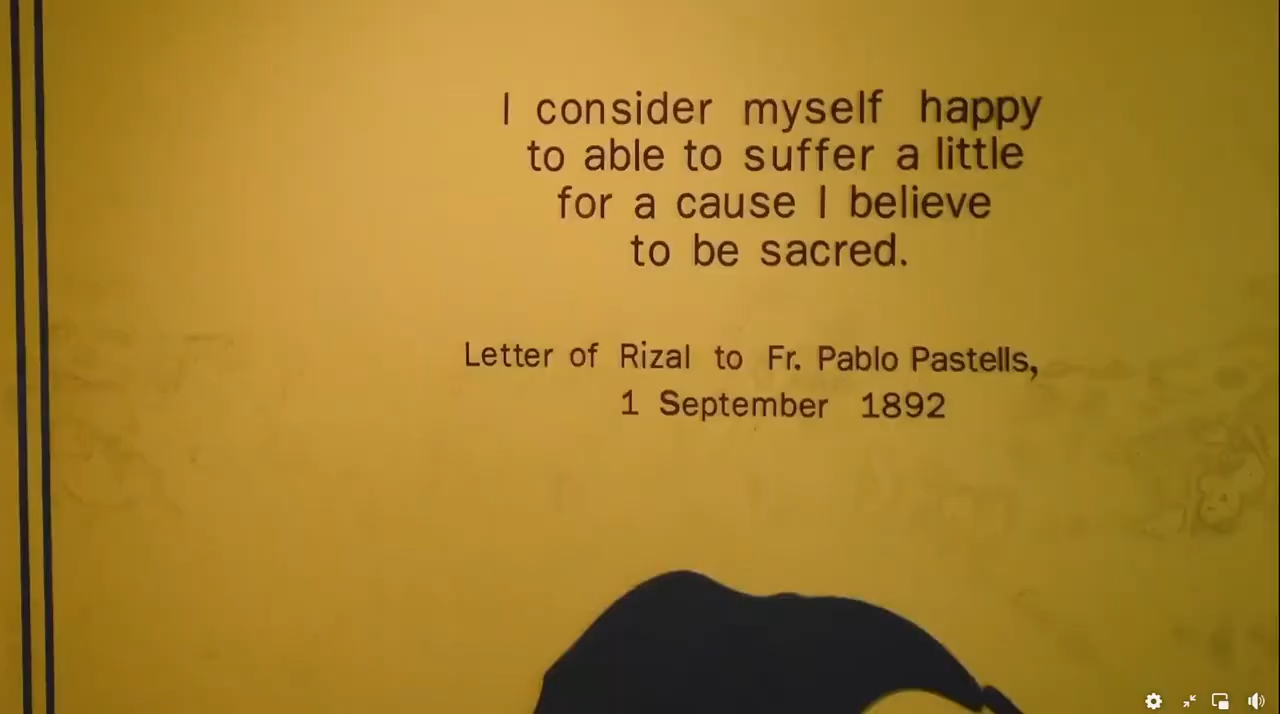 I consider myself happy
to able to suffer a little
for a cause I believe
to be sacred.
Letter of Rizal to Fr. Pablo Pastells,
1 September 1892